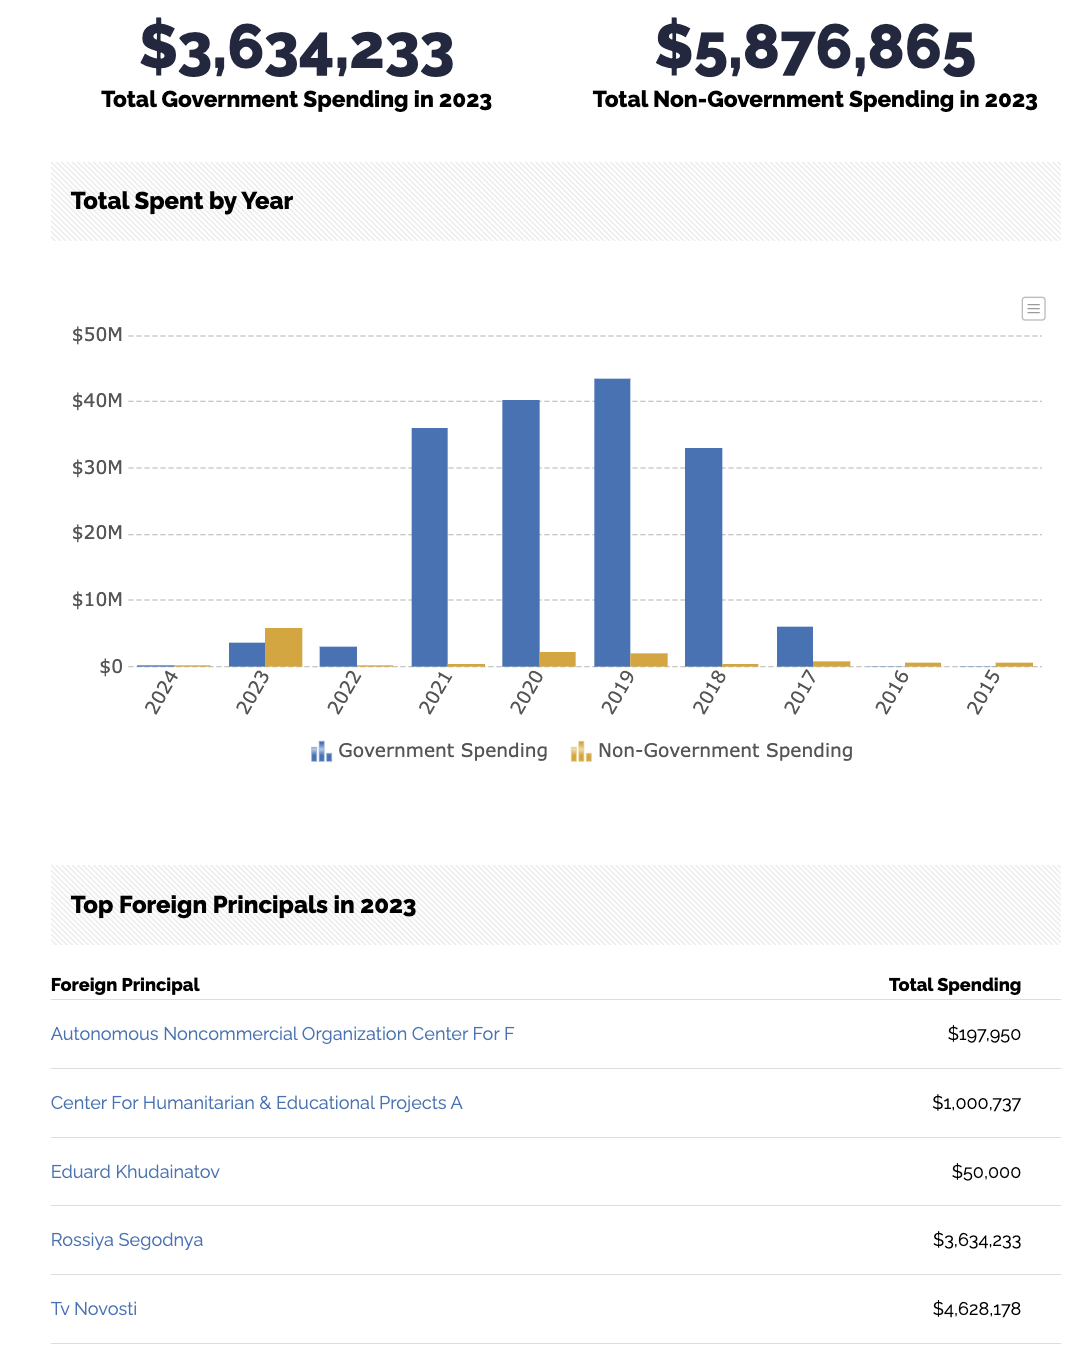 $3,634,233
Total Government Spending in 2023
$5,876,865
Total Non-Government Spending in 2023
Total Spent by Year
$50M
$40M
$30M
$20M
$10M
$0
2024
2023
2022
2021
2020
2019
2018
2017
2016
2015
Government Spending
Non-Government Spending
Top Foreign Principals in 2023
Foreign Principal Total Spending
Autonomous Noncommercial Organization Center For F $197,950
Center For Humanitarian & Educational Projects A $1,000,737
Eduard Khudainatov $50,000
Rossiya Segodnya $3,634,233
Tv Novosti $4,628,178